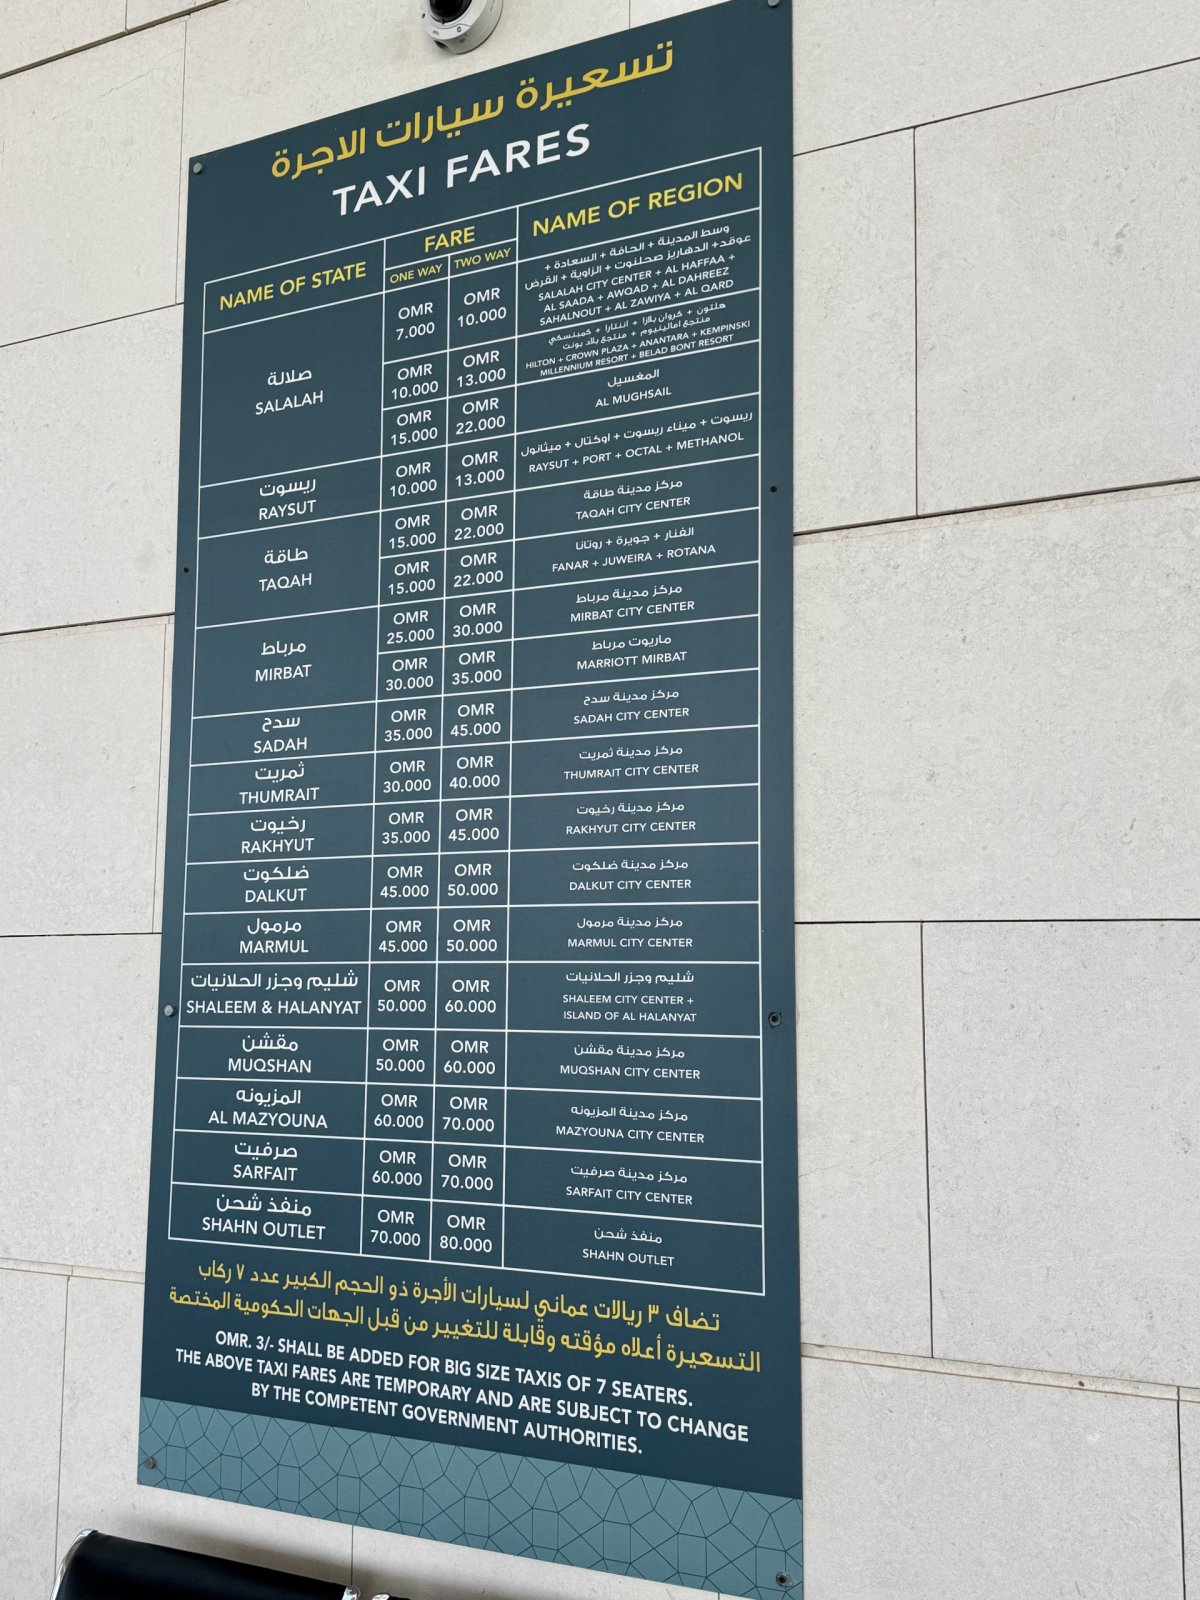 تسعيرة سيارات الاجرة
TAXI FARES
NAME OF STATE
FARE
ONE WAY
TWO WAY
NAME OF REGION
صلالة
SALALAH
OMR
7.000
OMR
10.000
وسط المدينة + الحافة + السعادة +
عوقد+ الدهاريز صحلنوت + الزاوية + القرض
SALALAH CITY CENTER + AL HAFFAA +
AL SAADA + AWQAD + AL DAHREEZ
SAHALNOUT + AL ZAWIYA + AL QARD
OMR
10.000
OMR
13.000
هلتون + كروان بلازا + انتتارا + كمبنسكي
منتجع امالينيوم + منتجع بلاد بونت
HILTON + CROWN PLAZA + ANANTARA + KEMPINSKI
MILLENNIUM RESORT + BELAD BONT RESORT
OMR
15.000
OMR
22.000
المغسيل
AL MUGHSAIL
ريسوت
RAYSUT
OMR
10.000
OMR
13.000
ريسوت + ميناء ريسوت + اوكتال + ميثانول
RAYSUT + PORT + OCTAL + METHANOL
طاقة
TAQAH
OMR
15.000
OMR
22.000
مركز مدينة طاقة
TAQAH CITY CENTER
OMR
15.000
OMR
22.000
الفنار + جويرة + روتانا
FANAR + JUWEIRA + ROTANA
مرباط
MIRBAT
OMR
25.000
OMR
30.000
مركز مدينة مرباط
MIRBAT CITY CENTER
OMR
30.000
OMR
35.000
ماريوت مرباط
MARRIOTT MIRBAT
سدح
SADAH
OMR
35.000
OMR
45.000
مركز مدينة سدح
SADAH CITY CENTER
ثمريت
THUMRAIT
OMR
30.000
OMR
40.000
مركز مدينة ثمريت
THUMRAIT CITY CENTER
رخيوت
RAKHYUT
OMR
35.000
OMR
45.000
مركز مدينة رخيوت
RAKHYUT CITY CENTER
ضلكوت
DALKUT
OMR
45.000
OMR
50.000
مركز مدينة ضلكوت
DALKUT CITY CENTER
مرمول
MARMUL
OMR
45.000
OMR
50.000
مركز مدينة مرمول
MARMUL CITY CENTER
شليم وجزر الحلانيات
SHALEEM & HALANYAT
OMR
50.000
OMR
60.000
شليم وجزر الحلانيات
SHALEEM CITY CENTER +
ISLAND OF AL HALANYAT
مقشن
MUQSHAN
OMR
50.000
OMR
60.000
مركز مدينة مقشن
MUQSHAN CITY CENTER
المزيونه
AL MAZYOUNA
OMR
60.000
OMR
70.000
مركز مدينة المزيونه
MAZYOUNA CITY CENTER
صرفيت
SARFAIT
OMR
60.000
OMR
70.000
مركز مدينة صرفيت
SARFAIT CITY CENTER
منفذ شحن
SHAHN OUTLET
OMR
70.000
OMR
80.000
منفذ شحن
SHAHN OUTLET
تضاف ٣ ريالات عماني لسيارات الأجرة ذو الحجم الكبير عدد ٧ ركاب
التسعيرة أعلاه مؤقته وقابلة للتغيير من قبل الجهات الحكومية المختصة
OMR. 3/- SHALL BE ADDED FOR BIG SIZE TAXIS OF 7 SEATERS.
THE ABOVE TAXI FARES ARE TEMPORARY AND ARE SUBJECT TO CHANGE
BY THE COMPETENT GOVERNMENT AUTHORITIES.